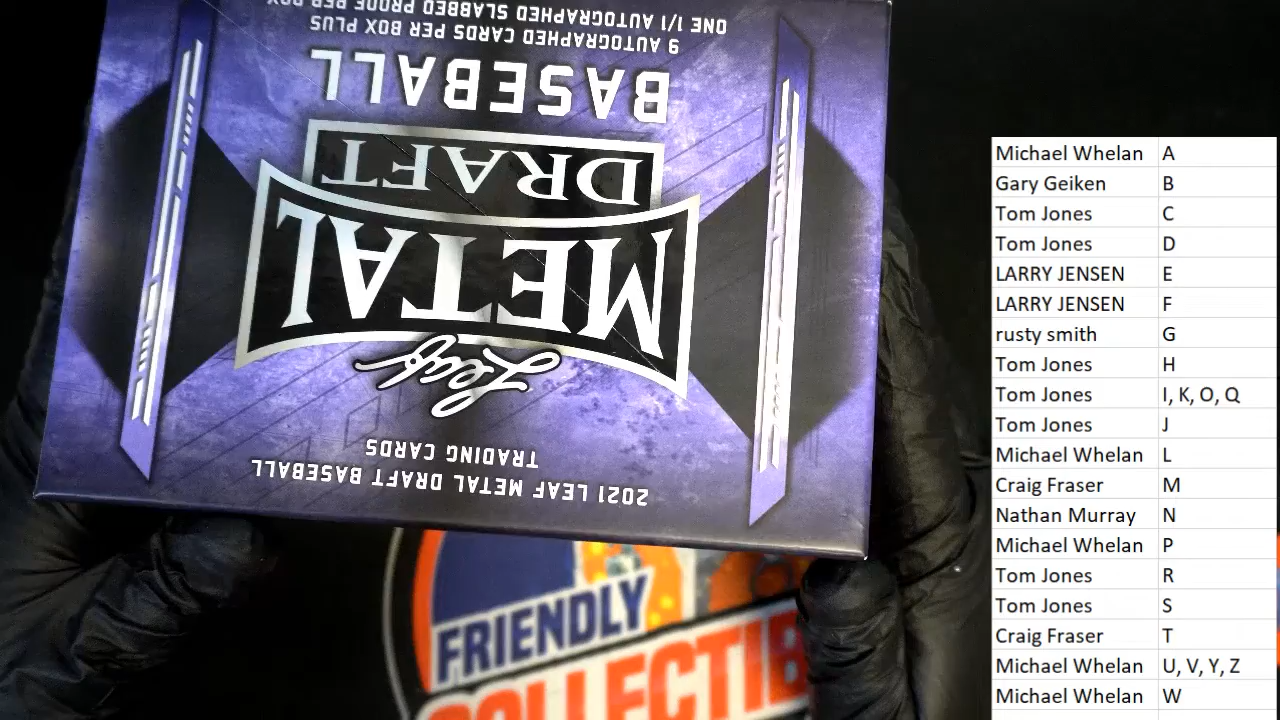 2021 LEAF METAL DRAFT BASEBALL
TRADING CARDS
Leaf
METAL
DRAFT
BASEBALL
9 AUTOGRAPHED CARDS PER BOX PLUS
ONE 1/1 AUTOGRAPHED SLABBED PROOF PER BOX
FRIENDLY
COLLECTIB
Michael Whelan A
Gary Geiken B
Tom Jones C
Tom Jones D
LARRY JENSEN E
LARRY JENSEN F
rusty smith G
Tom Jones H
Tom Jones I, K, O, Q
Tom Jones J
Michael Whelan L
Craig Fraser M
Nathan Murray N
Michael Whelan P
Tom Jones R
Tom Jones S
Craig Fraser T
Michael Whelan U, V, Y, Z
Michael Whelan W